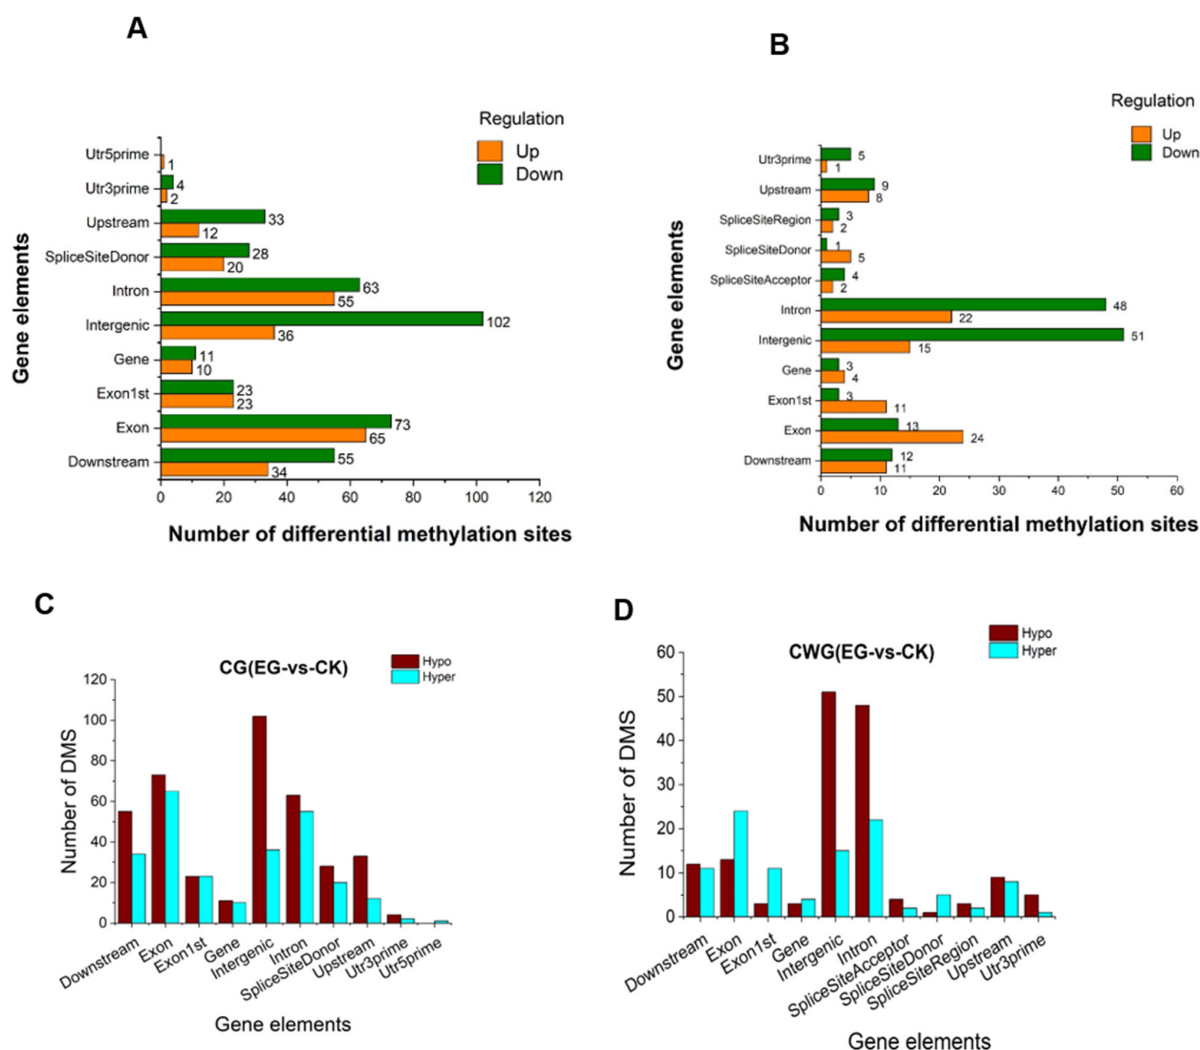 A
Regulation
Up
Down
Gene elements
Utr5prime
1
Utr3prime
4
2
Upstream
33
12
SpliceSiteDonor
28
20
Intron
63
55
Intergenic
102
36
Gene
11
10
Exon1st
23
23
Exon
73
65
Downstream
55
34
0 20 40 60 80 100 120
Number of differential methylation sites
B
Regulation
Up
Down
Gene elements
Utr3prime
5
1
Upstream
9
8
SpliceSiteRegion
3
2
SpliceSiteDonor
1
5
SpliceSiteAcceptor
4
2
Intron
48
22
Intergenic
51
15
Gene
3
4
Exon1st
3
11
Exon
13
24
Downstream
12
11
0 10 20 30 40 50 60
Number of differential methylation sites
C
CG(EG-vs-CK)
Hypo
Hyper
Number of DMS
120
100
80
60
40
20
0
Downstream
Exon
Exon1st
Gene
Intergenic
Intron
SpliceSiteDonor
Upstream
Utr3prime
Utr5prime
Gene elements
D
CWG(EG-vs-CK)
Hypo
Hyper
Number of DMS
60
50
40
30
20
10
0
Downstream
Exon
Exon1st
Gene
Intergenic
Intron
SpliceSiteAcceptor
SpliceSiteDonor
SpliceSiteRegion
Upstream
Utr3prime
Gene elements